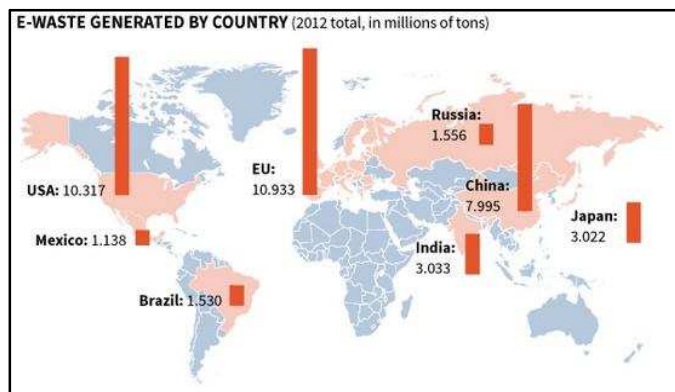 E-WASTE GENERATED BY COUNTRY (2012 total, in millions of tons)
Russia:
1.556
EU:
10.933
USA: 10.317
China:
7.995
Japan:
3.022
Mexico: 1.138
India:
3.033
Brazil: 1.530